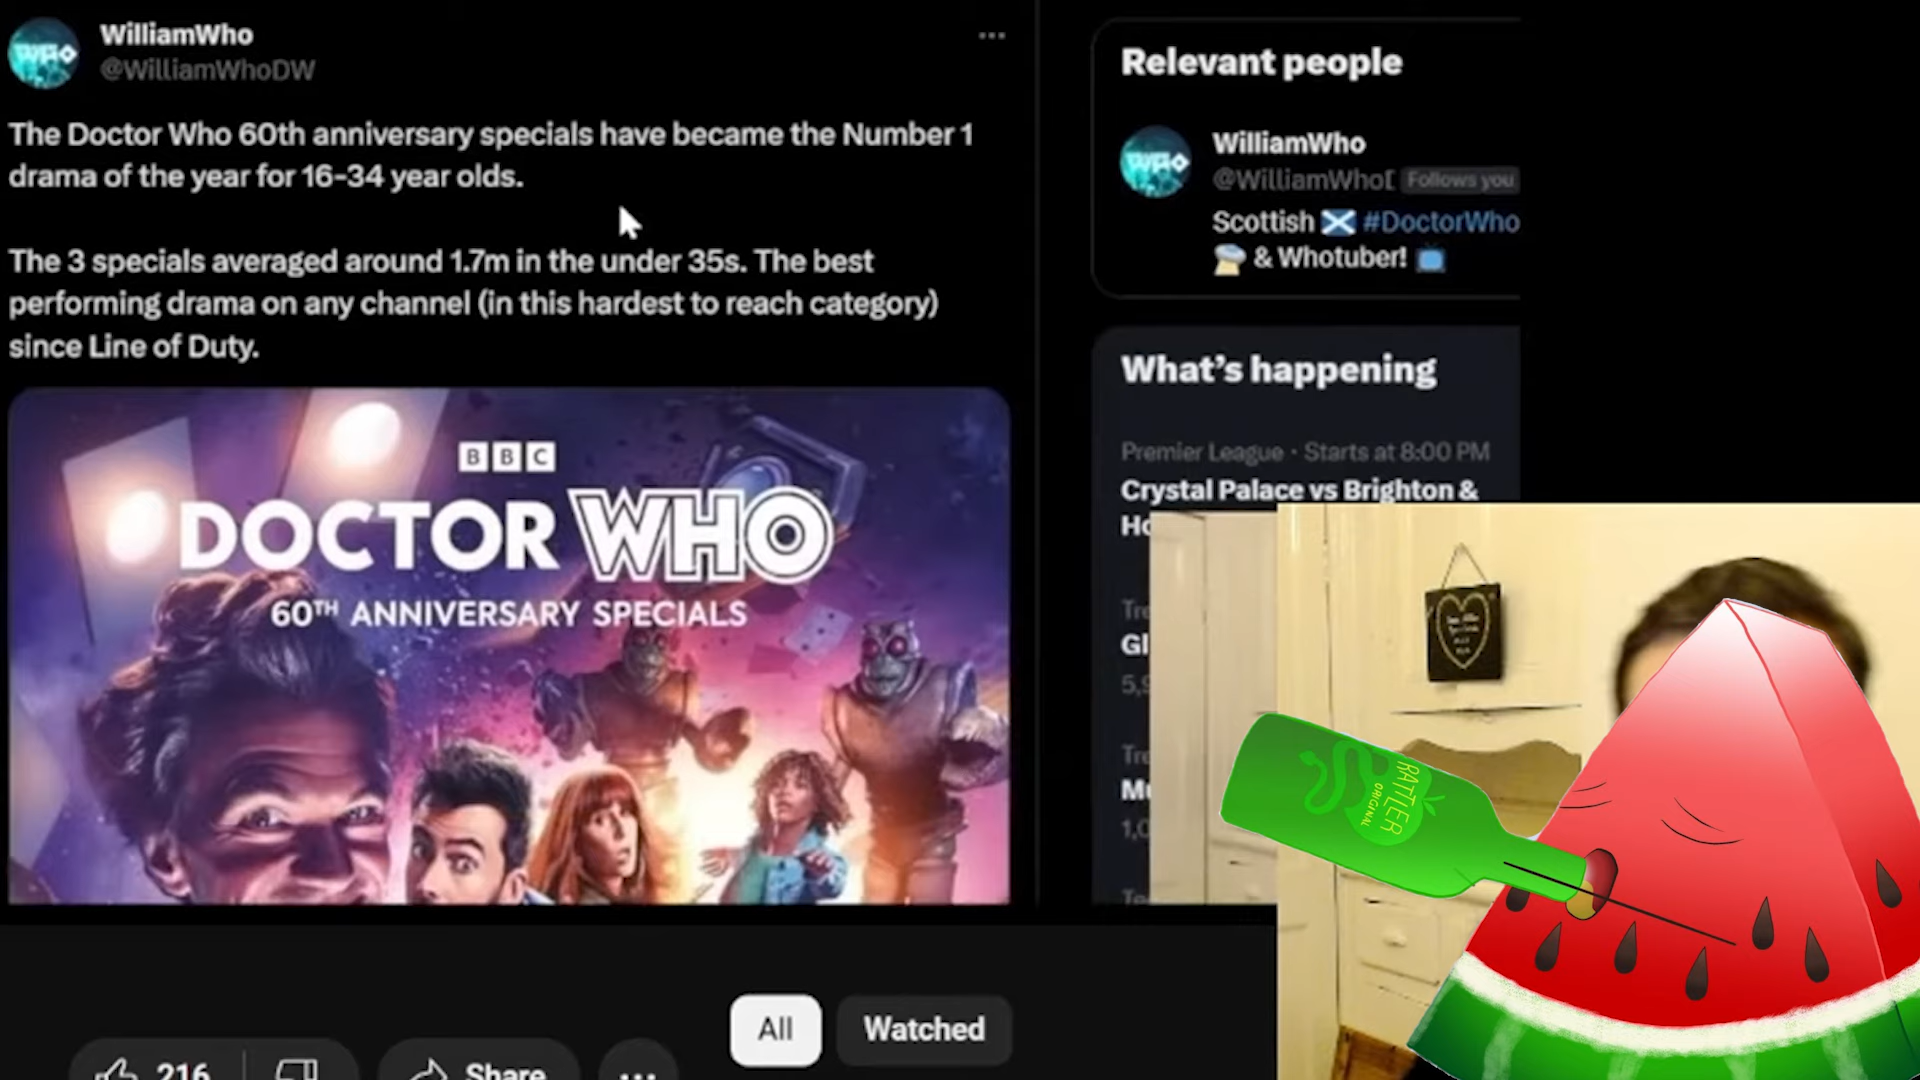 WilliamWho
@WilliamWhoDW
The Doctor Who 60th anniversary specials have became the Number 1
drama of the year for 16-34 year olds.
The 3 specials averaged around 1.7m in the under 35s. The best
performing drama on any channel (in this hardest to reach category)
since Line of Duty.
BBC
DOCTOR WHO
60TH ANNIVERSARY SPECIALS
216
Share
All
Watched
Relevant people
WilliamWho
@WilliamWhoD Follows you
Scottish #DoctorWho
& Whotuber!
What's happening
Premier League · Starts at 8:00 PM
Crystal Palace vs Brighton &
RATTLER
ORIGINAL